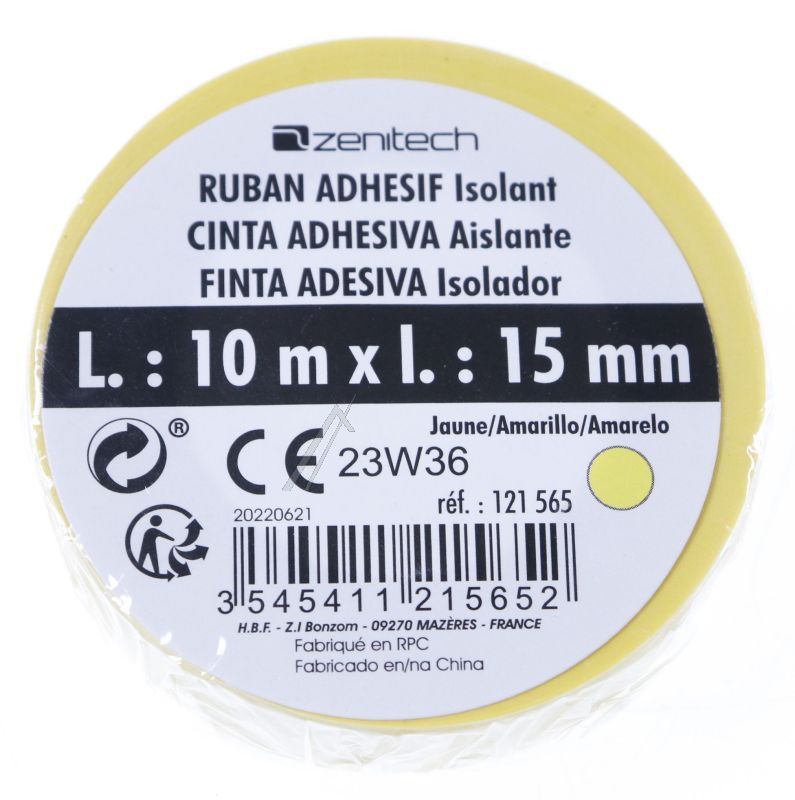 zenitech
RUBAN ADHESIF Isolant
CINTA ADHESIVA Aislante
FINTA ADESIVA Isolador
L. : 10 m x l. : 15 mm
Jaune/Amarillo/Amarelo
®
CE 23W36
réf. : 121 565
20220621
3 545411 215652
H.B.F. - Z.I Bonzom - 09270 MAZÈRES - FRANCE
Fabriqué en RPC
Fabricado en/na China